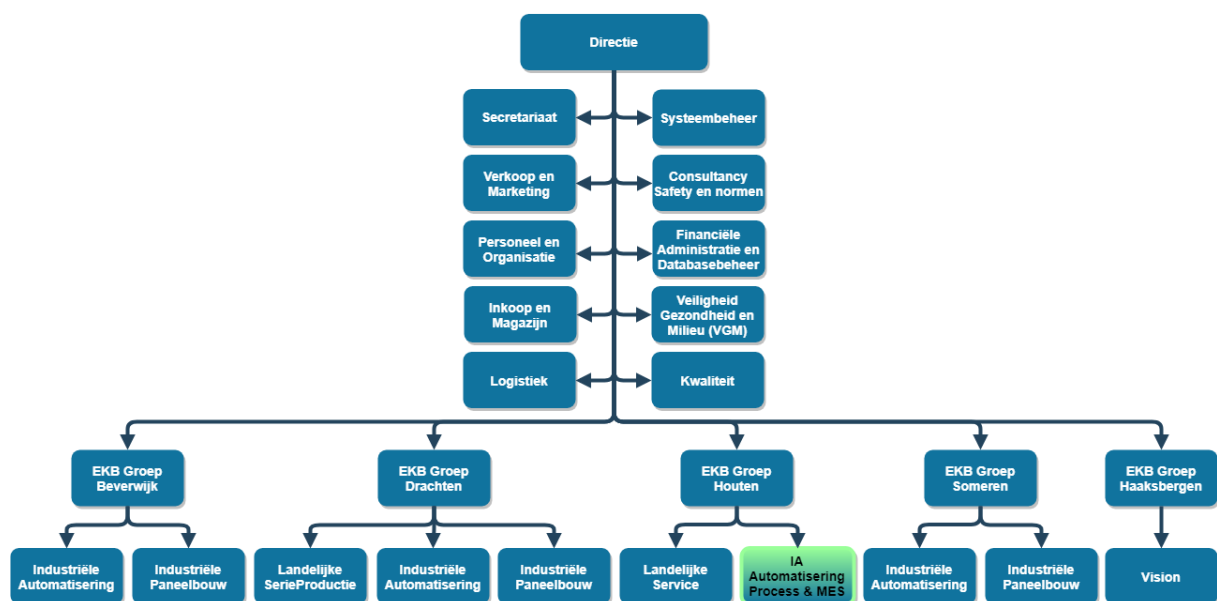 Directie
Secretariaat
Systeembeheer
Verkoop en
Marketing
Consultancy
Safety en normen
Personeel en
Organisatie
Financiële
Administratie en
Databasebeheer
Inkoop en
Magazijn
Veiligheid
Gezondheid en
Milieu (VGM)
Logistiek
Kwaliteit
EKB Groep
Beverwijk
EKB Groep
Drachten
EKB Groep
Houten
EKB Groep
Someren
EKB Groep
Haaksbergen
Industriële
Automatisering
Industriële
Paneelbouw
Landelijke
SerieProductie
Industriële
Automatisering
Industriële
Paneelbouw
Landelijke
Service
IA
Automatisering
Process & MES
Industriële
Automatisering
Industriële
Paneelbouw
Vision